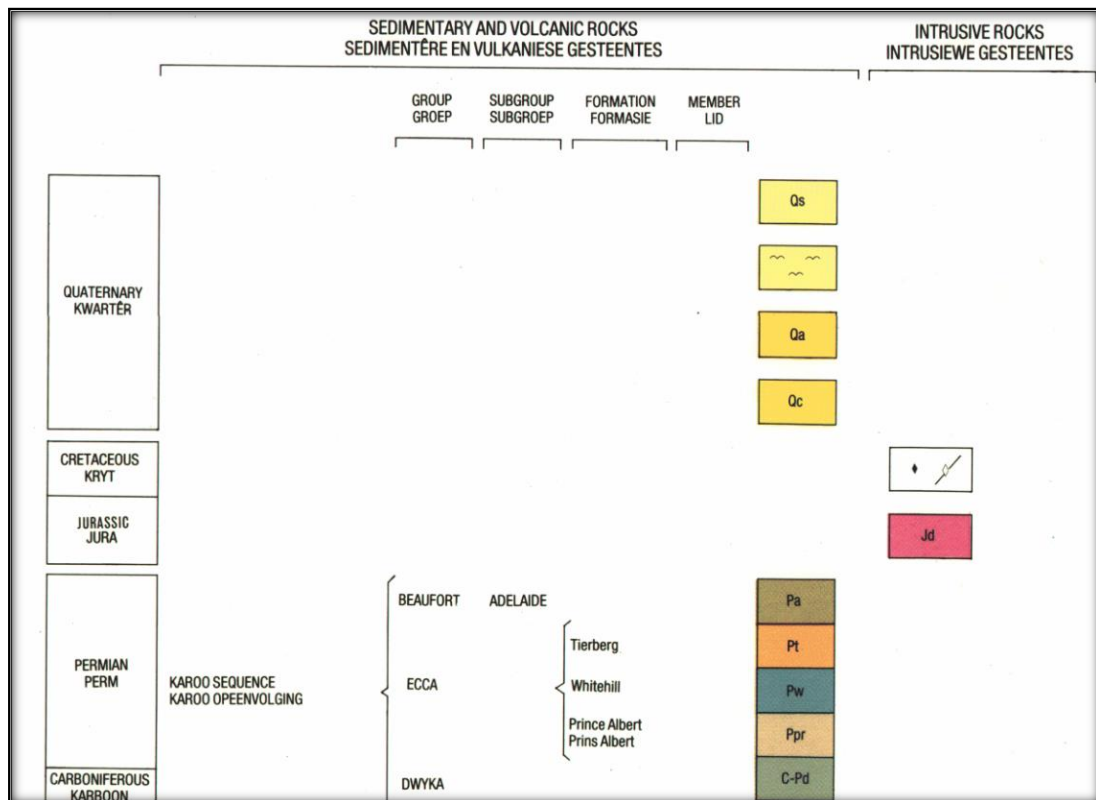 SEDIMENTARY AND VOLCANIC ROCKS
SEDIMENTÊRE EN VULKANIESE GESTEENTES
INTRUSIVE ROCKS
INTRUSIEWE GESTEENTES
GROUP
GROEP
SUBGROUP
SUBGROEP
FORMATION
FORMASIE
MEMBER
LID
QUATERNARY
KWARTÊR
Qs
Qa
Qc
CRETACEOUS
KRYT
JURASSIC
JURA
Jd
PERMIAN
PERM
KAROO SEQUENCE
KAROO OPEENVOLGING
BEAUFORT
ADELAIDE
Pa
ECCA
Tierberg
Pt
Whitehill
Pw
Prince Albert
Prins Albert
Ppr
CARBONIFEROUS
KARBOON
DWYKA
C-Pd